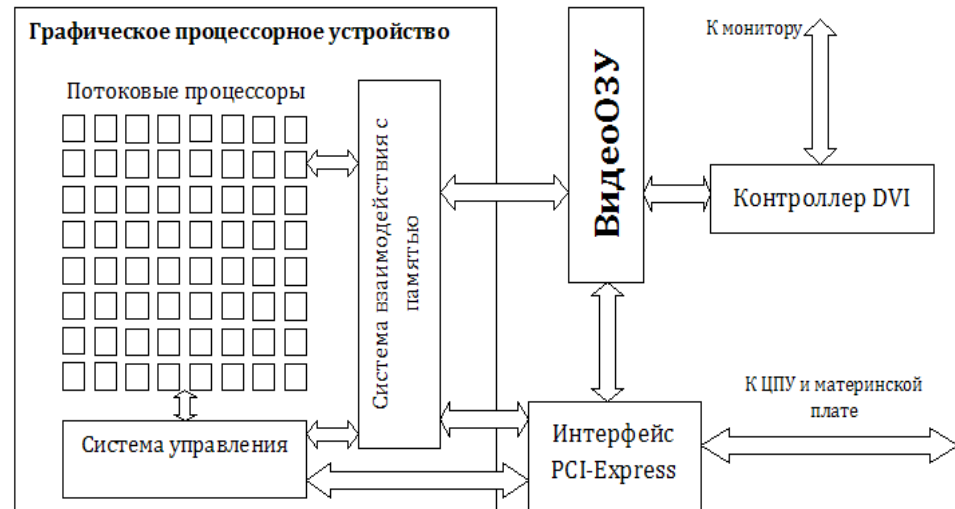 Графическое процессорное устройство
Потоковые процессоры
Система взаимодействия с
памятью
Система управления
ВидеоОЗУ
К монитору
Контроллер DVI
Интерфейс
PCI-Express
К ЦПУ и материнской
плате